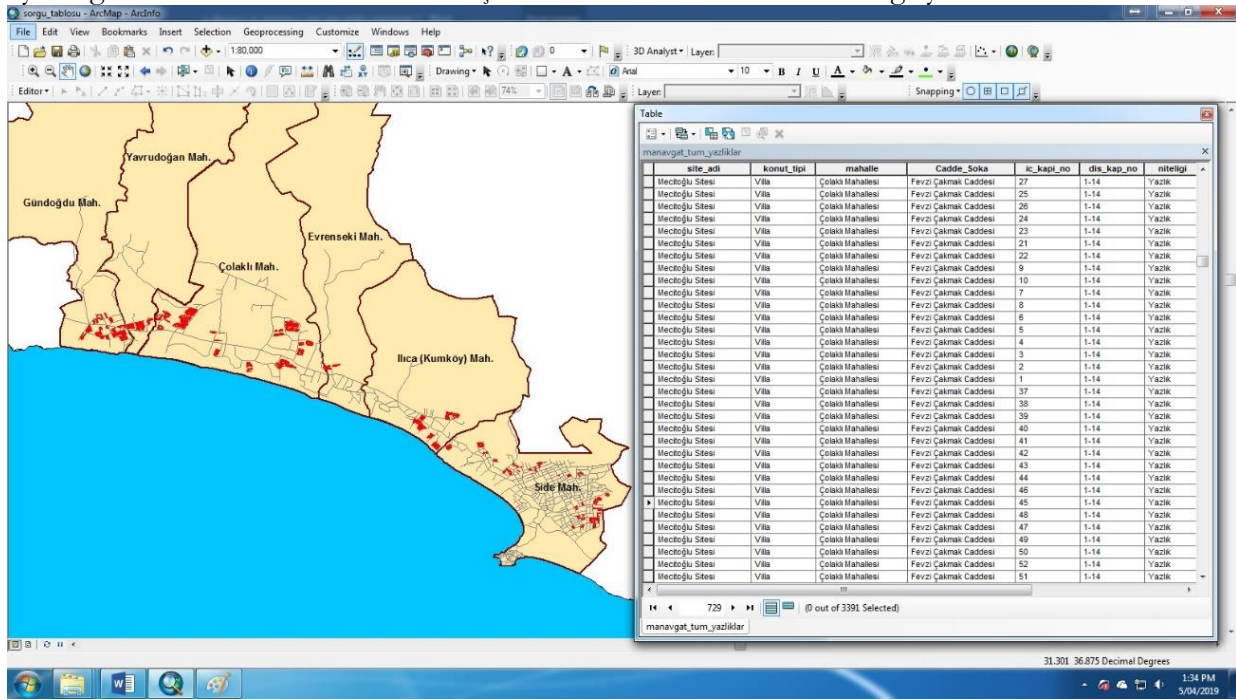 sorgu_tablosu - ArcMap - ArcInfo
File Edit View Bookmarks Insert Selection Geoprocessing Customize Windows Help
1:80,000 3D Analyst Layer:
Drawing A Arial 10 B I U A
Editor 74% Layer: Snapping
Yavrudoğan Mah.
Gündoğdu Mah.
Evrenseki Mah.
Çolaklı Mah.
Ilıca (Kumköy) Mah.
Side Mah.
Table
manavgat_tum_yazliklar
site_adi konut_tipi mahalle Cadde_Soka ic_kapi_no dis_kap_no niteligi
Mecitoğlu Sitesi Villa Çolaklı Mahallesi Fevzi Çakmak Caddesi 27 1-14 Yazlık
Mecitoğlu Sitesi Villa Çolaklı Mahallesi Fevzi Çakmak Caddesi 25 1-14 Yazlık
Mecitoğlu Sitesi Villa Çolaklı Mahallesi Fevzi Çakmak Caddesi 26 1-14 Yazlık
Mecitoğlu Sitesi Villa Çolaklı Mahallesi Fevzi Çakmak Caddesi 24 1-14 Yazlık
Mecitoğlu Sitesi Villa Çolaklı Mahallesi Fevzi Çakmak Caddesi 23 1-14 Yazlık
Mecitoğlu Sitesi Villa Çolaklı Mahallesi Fevzi Çakmak Caddesi 21 1-14 Yazlık
Mecitoğlu Sitesi Villa Çolaklı Mahallesi Fevzi Çakmak Caddesi 22 1-14 Yazlık
Mecitoğlu Sitesi Villa Çolaklı Mahallesi Fevzi Çakmak Caddesi 9 1-14 Yazlık
Mecitoğlu Sitesi Villa Çolaklı Mahallesi Fevzi Çakmak Caddesi 10 1-14 Yazlık
Mecitoğlu Sitesi Villa Çolaklı Mahallesi Fevzi Çakmak Caddesi 7 1-14 Yazlık
Mecitoğlu Sitesi Villa Çolaklı Mahallesi Fevzi Çakmak Caddesi 8 1-14 Yazlık
Mecitoğlu Sitesi Villa Çolaklı Mahallesi Fevzi Çakmak Caddesi 6 1-14 Yazlık
Mecitoğlu Sitesi Villa Çolaklı Mahallesi Fevzi Çakmak Caddesi 5 1-14 Yazlık
Mecitoğlu Sitesi Villa Çolaklı Mahallesi Fevzi Çakmak Caddesi 4 1-14 Yazlık
Mecitoğlu Sitesi Villa Çolaklı Mahallesi Fevzi Çakmak Caddesi 3 1-14 Yazlık
Mecitoğlu Sitesi Villa Çolaklı Mahallesi Fevzi Çakmak Caddesi 2 1-14 Yazlık
Mecitoğlu Sitesi Villa Çolaklı Mahallesi Fevzi Çakmak Caddesi 1 1-14 Yazlık
Mecitoğlu Sitesi Villa Çolaklı Mahallesi Fevzi Çakmak Caddesi 37 1-14 Yazlık
Mecitoğlu Sitesi Villa Çolaklı Mahallesi Fevzi Çakmak Caddesi 38 1-14 Yazlık
Mecitoğlu Sitesi Villa Çolaklı Mahallesi Fevzi Çakmak Caddesi 39 1-14 Yazlık
Mecitoğlu Sitesi Villa Çolaklı Mahallesi Fevzi Çakmak Caddesi 40 1-14 Yazlık
Mecitoğlu Sitesi Villa Çolaklı Mahallesi Fevzi Çakmak Caddesi 41 1-14 Yazlık
Mecitoğlu Sitesi Villa Çolaklı Mahallesi Fevzi Çakmak Caddesi 42 1-14 Yazlık
Mecitoğlu Sitesi Villa Çolaklı Mahallesi Fevzi Çakmak Caddesi 43 1-14 Yazlık
Mecitoğlu Sitesi Villa Çolaklı Mahallesi Fevzi Çakmak Caddesi 44 1-14 Yazlık
Mecitoğlu Sitesi Villa Çolaklı Mahallesi Fevzi Çakmak Caddesi 46 1-14 Yazlık
Mecitoğlu Sitesi Villa Çolaklı Mahallesi Fevzi Çakmak Caddesi 45 1-14 Yazlık
Mecitoğlu Sitesi Villa Çolaklı Mahallesi Fevzi Çakmak Caddesi 48 1-14 Yazlık
Mecitoğlu Sitesi Villa Çolaklı Mahallesi Fevzi Çakmak Caddesi 47 1-14 Yazlık
Mecitoğlu Sitesi Villa Çolaklı Mahallesi Fevzi Çakmak Caddesi 49 1-14 Yazlık
Mecitoğlu Sitesi Villa Çolaklı Mahallesi Fevzi Çakmak Caddesi 50 1-14 Yazlık
Mecitoğlu Sitesi Villa Çolaklı Mahallesi Fevzi Çakmak Caddesi 52 1-14 Yazlık
Mecitoğlu Sitesi Villa Çolaklı Mahallesi Fevzi Çakmak Caddesi 51 1-14 Yazlık
729 (0 out of 3391 Selected)
manavgat_tum_yazliklar
31.301 36.875 Decimal Degrees
1:34 PM
5/04/2019